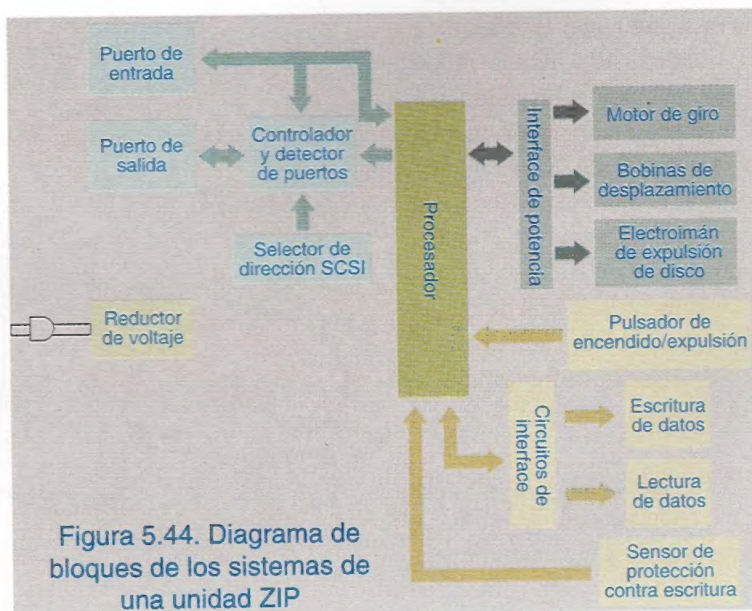 Puerto de
entrada
Puerto de
salida
Controlador
y detector
de puertos
Selector de
dirección SCSI
Reductor
de voltaje
Procesador
Interface de potencia
Motor de giro
Bobinas de
desplazamiento
Electroimán
de expulsión
de disco
Pulsador de
encendido/expulsión
Circuitos de
interface
Escritura
de datos
Lectura
de datos
Sensor de
protección
contra escritura
Figura 5.44. Diagrama de
bloques de los sistemas de
una unidad ZIP